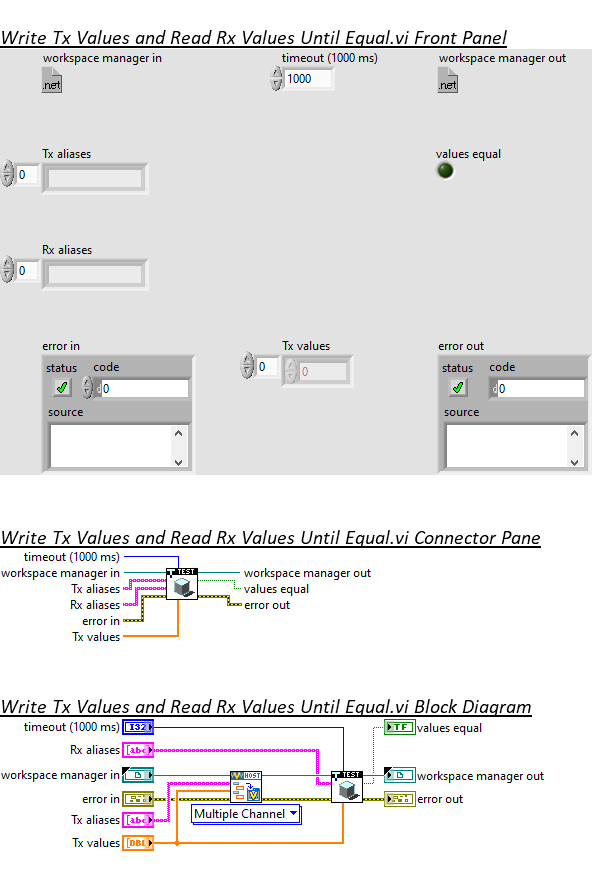 Write Tx Values and Read Rx Values Until Equal.vi Front Panel
workspace manager in timeout (1000 ms) workspace manager out
.net 1000 .net
Tx aliases values equal
0
Rx aliases
0
error in Tx values error out
status code 0 0 status code
0 0
source source
Write Tx Values and Read Rx Values Until Equal.vi Connector Pane
timeout (1000 ms)
workspace manager in TEST workspace manager out
Tx aliases values equal
Rx aliases error out
error in
Tx values
Write Tx Values and Read Rx Values Until Equal.vi Block Diagram
timeout (1000 ms) I32 TF values equal
Rx aliases [abc]
workspace manager in HOST TEST workspace manager out
error in error out
Tx aliases [abc] Multiple Channel
Tx values [DBL]